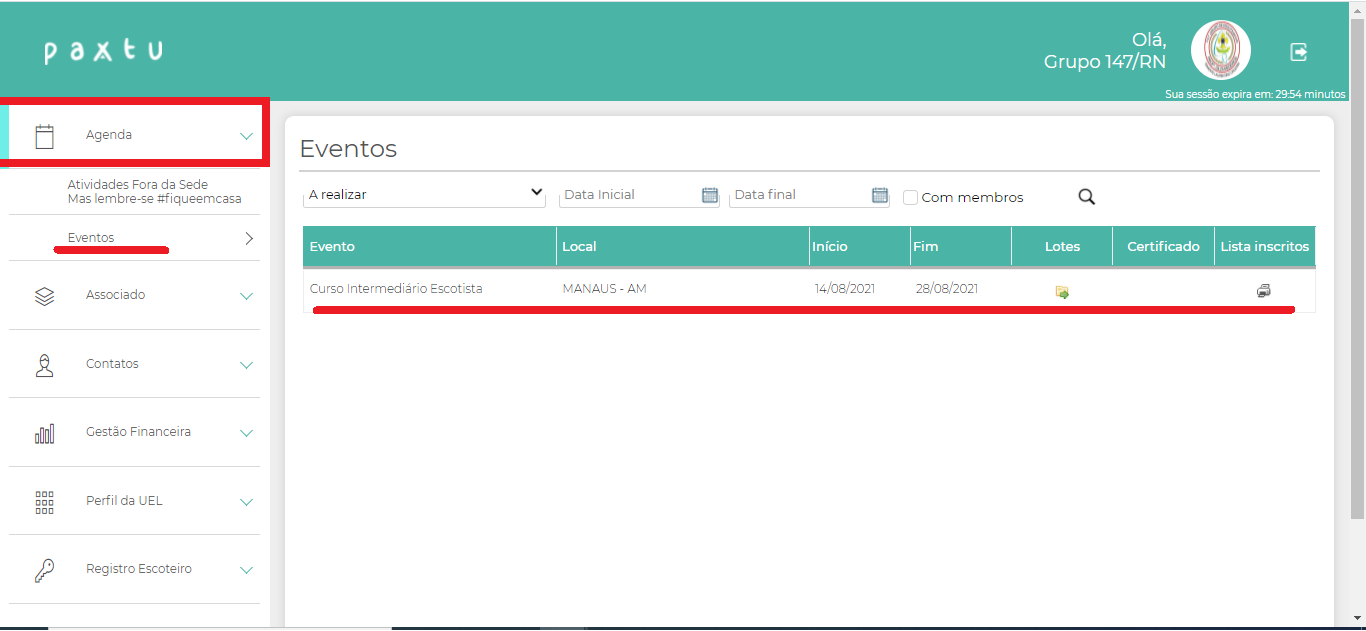 paxtu
Olá,
Grupo 147/RN
Sua sessão expira em: 29:54 minutos
Agenda
Atividades Fora da Sede
Mas lembre-se #fiqueemcasa
Eventos
Associado
Contatos
Gestão Financeira
Perfil da UEL
Registro Escoteiro
Eventos
A realizar Data Inicial Data final Com membros
Evento Local Início Fim Lotes Certificado Lista inscritos
Curso Intermediário Escotista MANAUS - AM 14/08/2021 28/08/2021